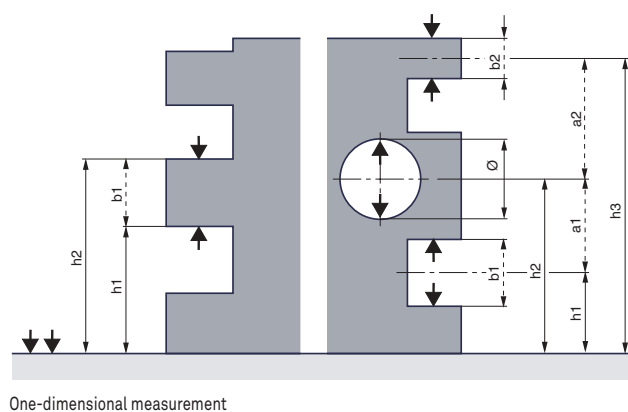 b2
a2
Ø
h3
b1
h2
h1
a1
b1
h2
h1
One-dimensional measurement